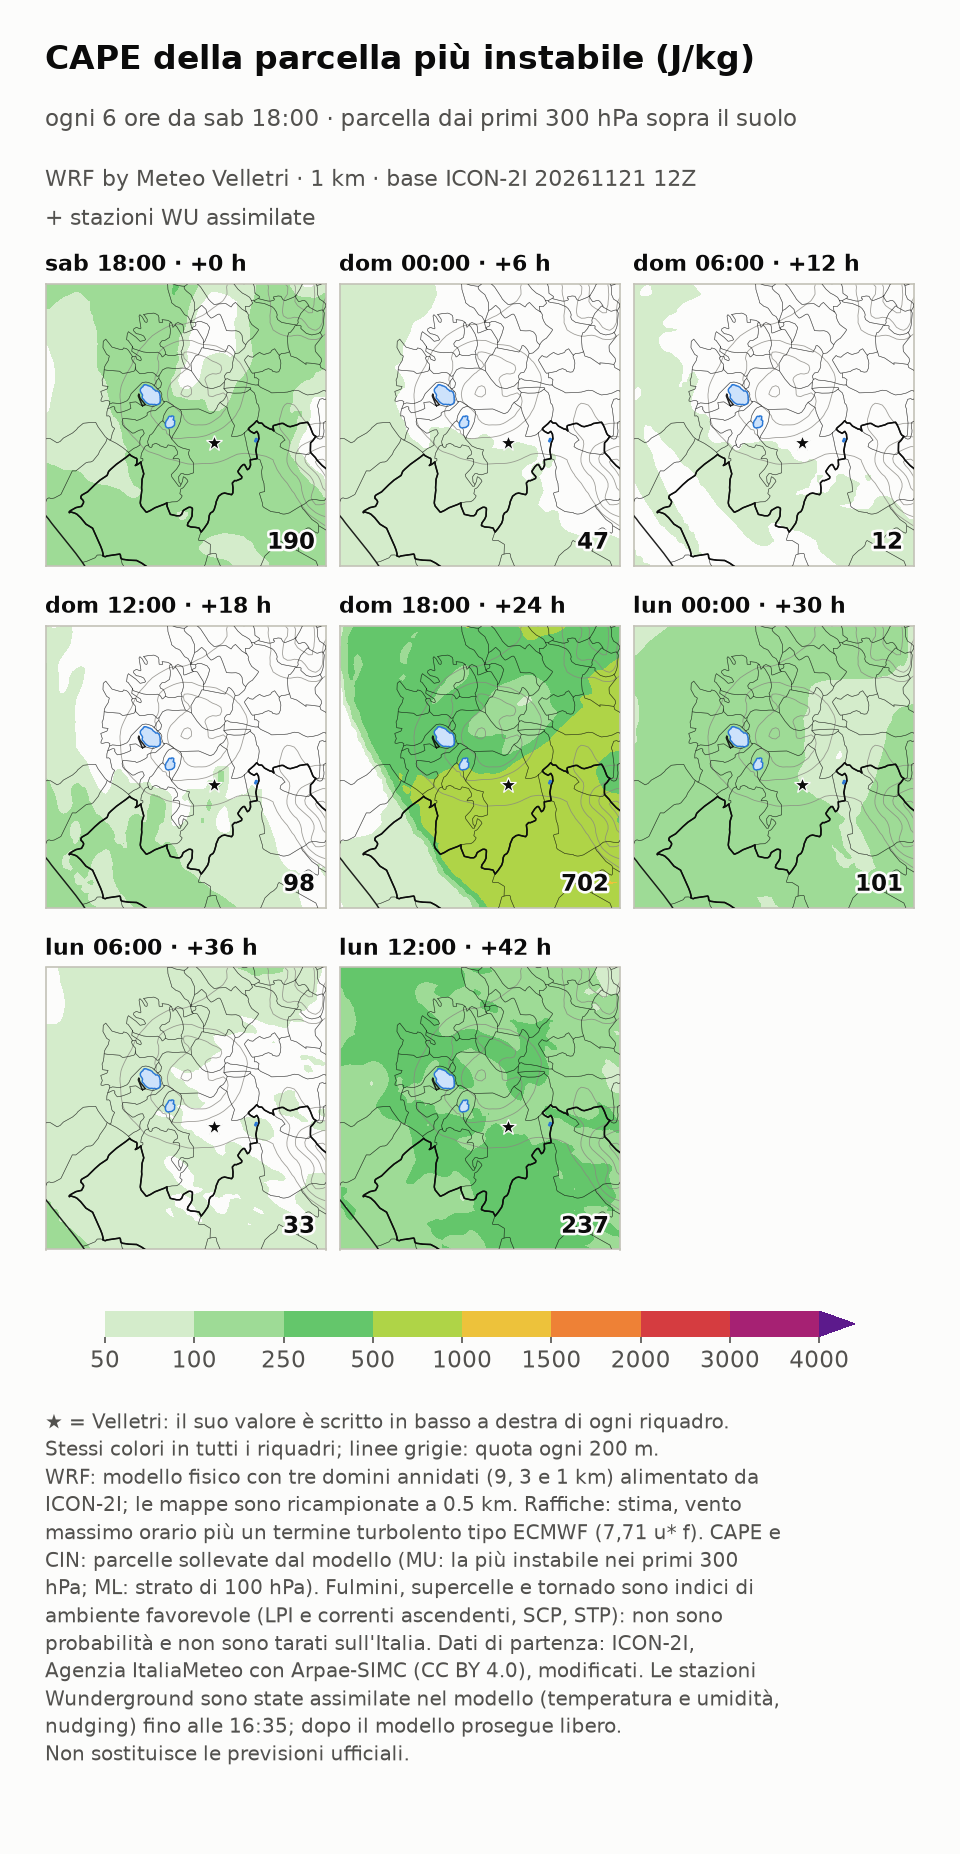 CAPE della parcella più instabile (J/kg)
ogni 6 ore da sab 18:00 · parcella dai primi 300 hPa sopra il suolo
WRF by Meteo Velletri · 1 km · base ICON-2I 20261121 12Z
+ stazioni WU assimilate
sab 18:00 · +0 h
dom 00:00 · +6 h
dom 06:00 · +12 h
190
47
12
dom 12:00 · +18 h
dom 18:00 · +24 h
lun 00:00 · +30 h
98
702
101
lun 06:00 · +36 h
lun 12:00 · +42 h
33
237
50 100 250 500 1000 1500 2000 3000 4000
★ = Velletri: il suo valore è scritto in basso a destra di ogni riquadro.
Stessi colori in tutti i riquadri; linee grigie: quota ogni 200 m.
WRF: modello fisico con tre domini annidati (9, 3 e 1 km) alimentato da
ICON-2I; le mappe sono ricampionate a 0.5 km. Raffiche: stima, vento
massimo orario più un termine turbolento tipo ECMWF (7,71 u* f). CAPE e
CIN: parcelle sollevate dal modello (MU: la più instabile nei primi 300
hPa; ML: strato di 100 hPa). Fulmini, supercelle e tornado sono indici di
ambiente favorevole (LPI e correnti ascendenti, SCP, STP): non sono
probabilità e non sono tarati sull'Italia. Dati di partenza: ICON-2I,
Agenzia ItaliaMeteo con Arpae-SIMC (CC BY 4.0), modificati. Le stazioni
Wunderground sono state assimilate nel modello (temperatura e umidità,
nudging) fino alle 16:35; dopo il modello prosegue libero.
Non sostituisce le previsioni ufficiali.